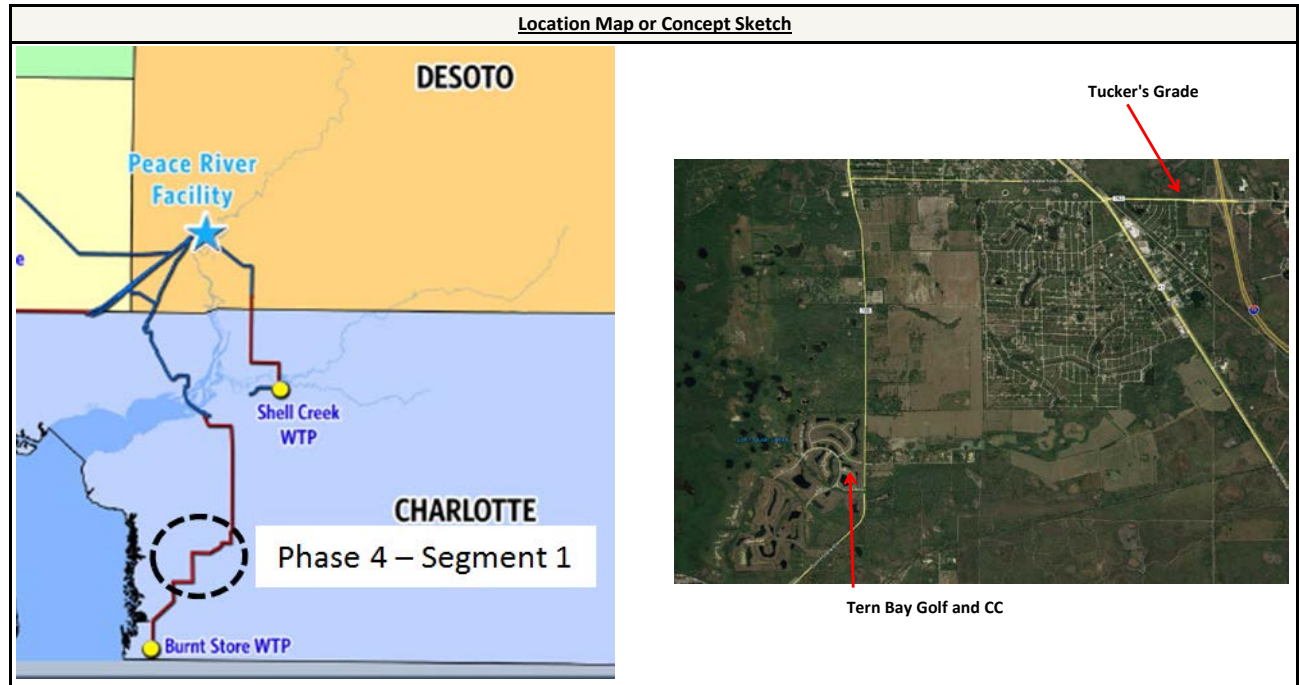 Location Map or Concept Sketch
DESOTO
Peace River
Facility
e
Shell Creek
WTP
CHARLOTTE
Phase 4 – Segment 1
Burnt Store WTP
Tucker's Grade
Tern Bay Golf and CC